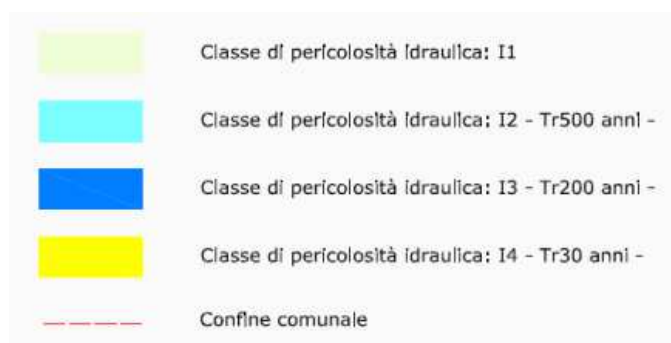 Classe di pericolosità idraulica: I1
Classe di pericolosità idraulica: I2 - Tr500 anni -
Classe di pericolosità idraulica: I3 - Tr200 anni -
Classe di pericolosità idraulica: I4 - Tr30 anni -
Confine comunale